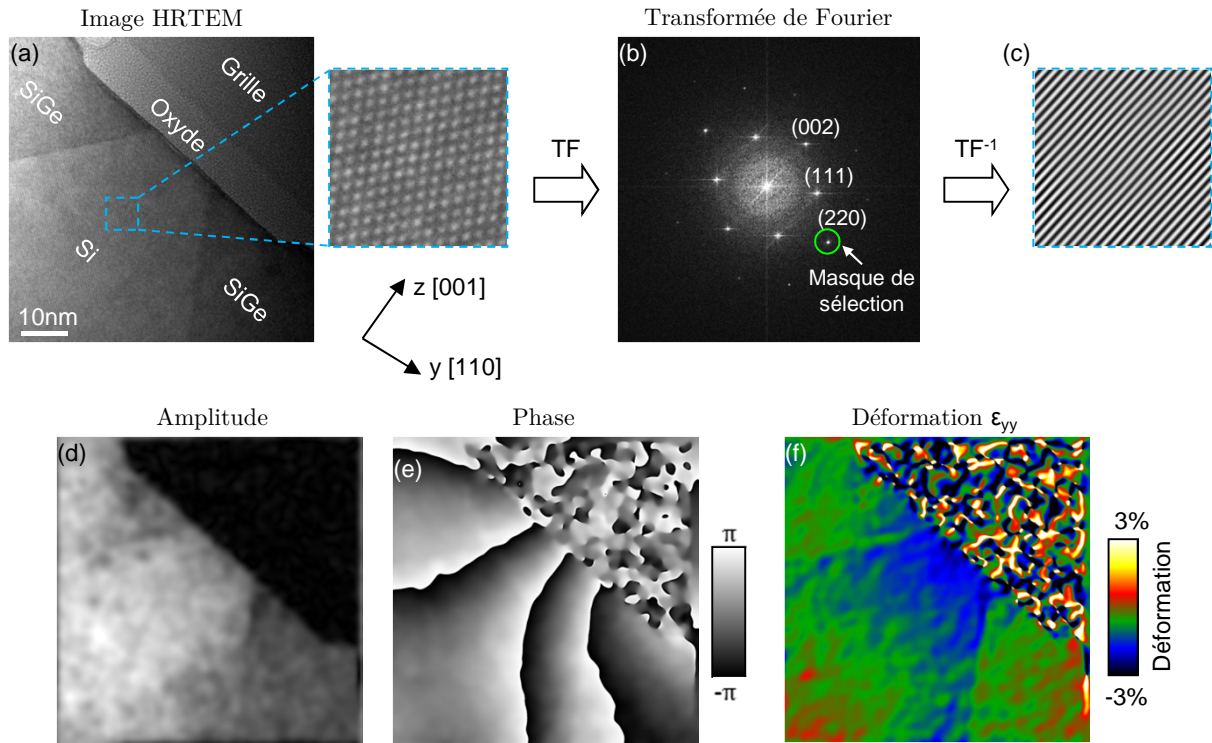 Image HRTEM
Transformée de Fourier
(a)
SiGe
Grille
Oxyde
Si
SiGe
10nm
TF
z [001]
y [110]
(b)
(002)
(111)
(220)
Masque de
sélection
TF-1
(c)
Amplitude
Phase
Déformation εyy
(d)
(e)
π
-π
(f)
3%
Déformation
-3%